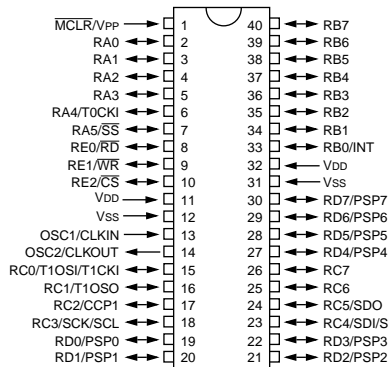 MCLR/VPP 1 40 RB7
RA0 2 39 RB6
RA1 3 38 RB5
RA2 4 37 RB4
RA3 5 36 RB3
RA4/T0CKI 6 35 RB2
RA5/SS 7 34 RB1
RE0/RD 8 33 RB0/INT
RE1/WR 9 32 VDD
RE2/CS 10 31 VSS
VDD 11 30 RD7/PSP7
VSS 12 29 RD6/PSP6
OSC1/CLKIN 13 28 RD5/PSP5
OSC2/CLKOUT 14 27 RD4/PSP4
RC0/T1OSI/T1CKI 15 26 RC7
RC1/T1OSO 16 25 RC6
RC2/CCP1 17 24 RC5/SDO
RC3/SCK/SCL 18 23 RC4/SDI/S
RD0/PSP0 19 22 RD3/PSP3
RD1/PSP1 20 21 RD2/PSP2